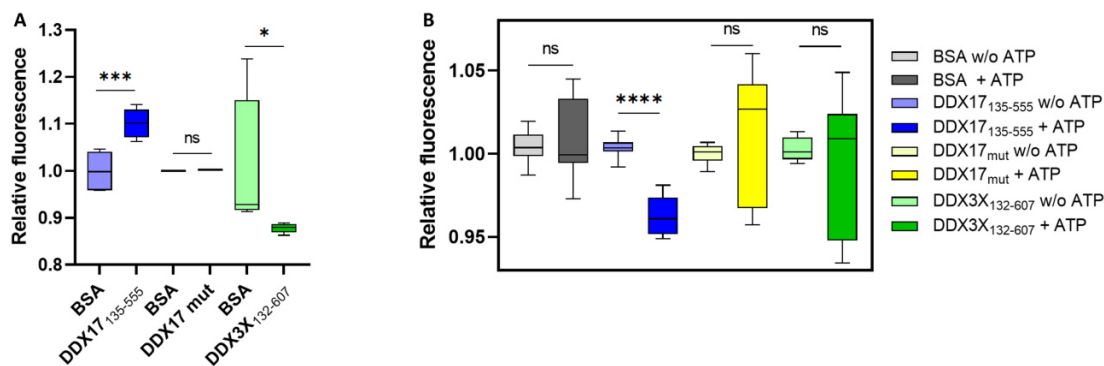 A
Relative fluorescence
1.3
1.2
1.1
1.0
0.9
0.8
***
ns
*
BSA
DDX17135-555
BSA
DDX17 mut
BSA
DDX3X132-607
B
Relative fluorescence
1.05
1.00
0.95
ns
****
ns
ns
BSA w/o ATP
BSA + ATP
DDX17135-555 w/o ATP
DDX17135-555 + ATP
DDX17mut w/o ATP
DDX17mut + ATP
DDX3X132-607 w/o ATP
DDX3X132-607 + ATP